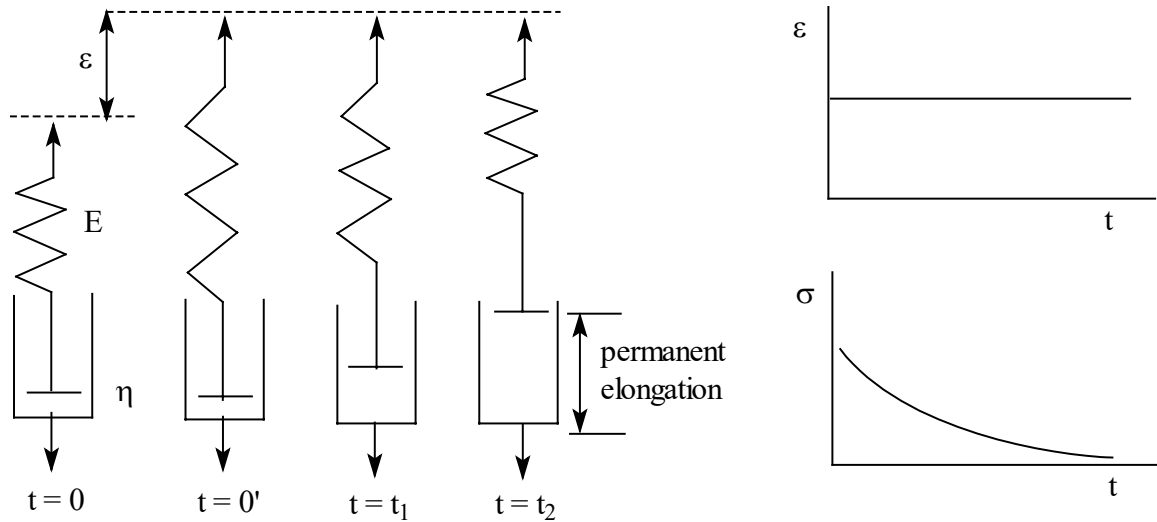 ε
E
η
t = 0
t = 0'
t = t₁
t = t₂
permanent
elongation
ε
t
σ
t